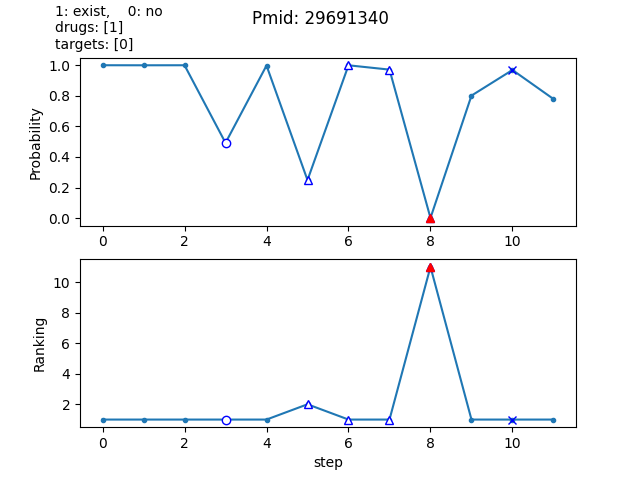 1: exist,    0: no
drugs: [1]
targets: [0]
Pmid: 29691340
Probability
1.0
0.8
0.6
0.4
0.2
0.0
0 2 4 6 8 10
Ranking
10
8
6
4
2
0 2 4 6 8 10
step